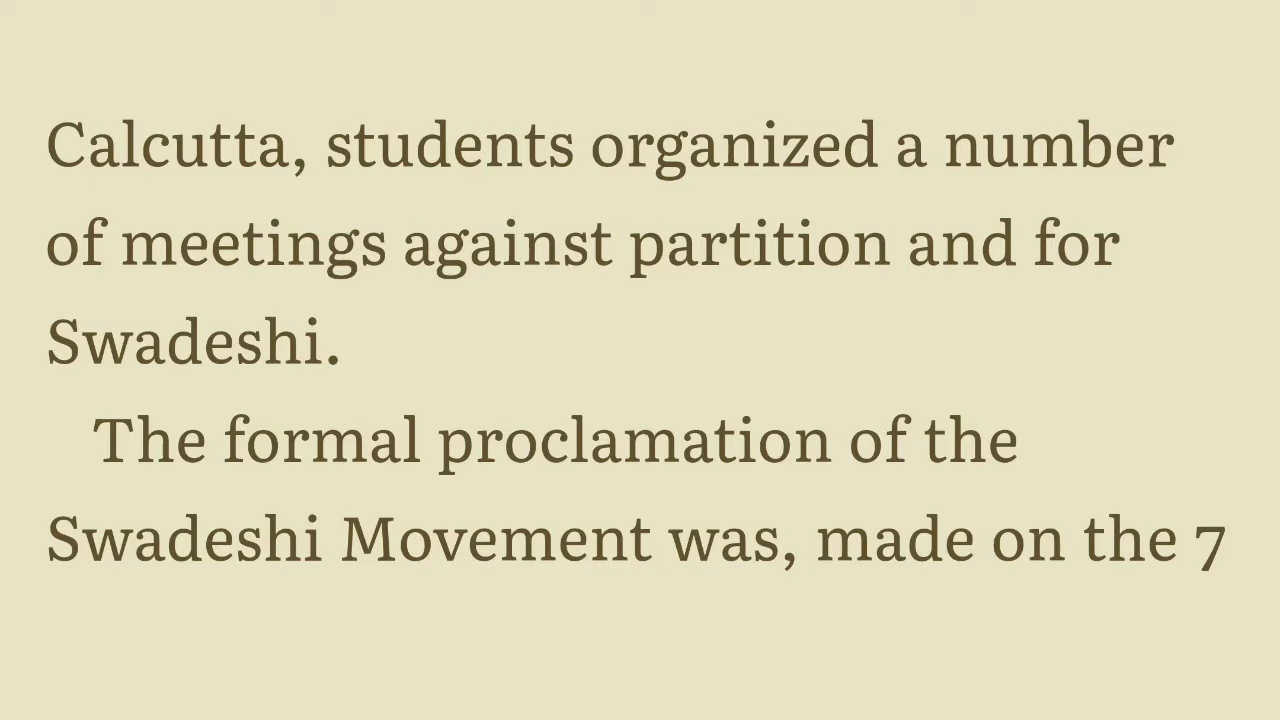 Calcutta, students organized a number
of meetings against partition and for
Swadeshi.
The formal proclamation of the
Swadeshi Movement was, made on the 7